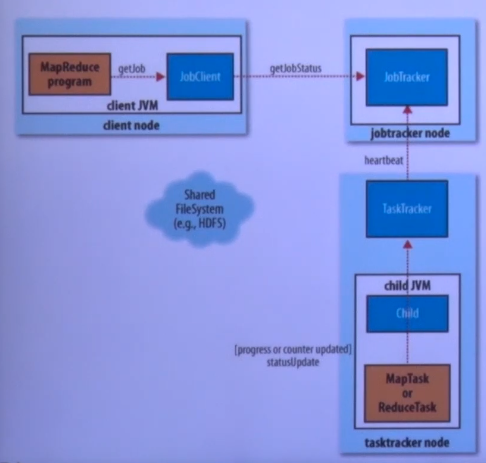 MapReduce
program
getJob
JobClient
client JVM
client node
getJobStatus
JobTracker
jobtracker node
heartbeat
Shared
FileSystem
(e.g., HDFS)
TaskTracker
child JVM
Child
[progress or counter updated]
statusUpdate
MapTask
or
ReduceTask
tasktracker node